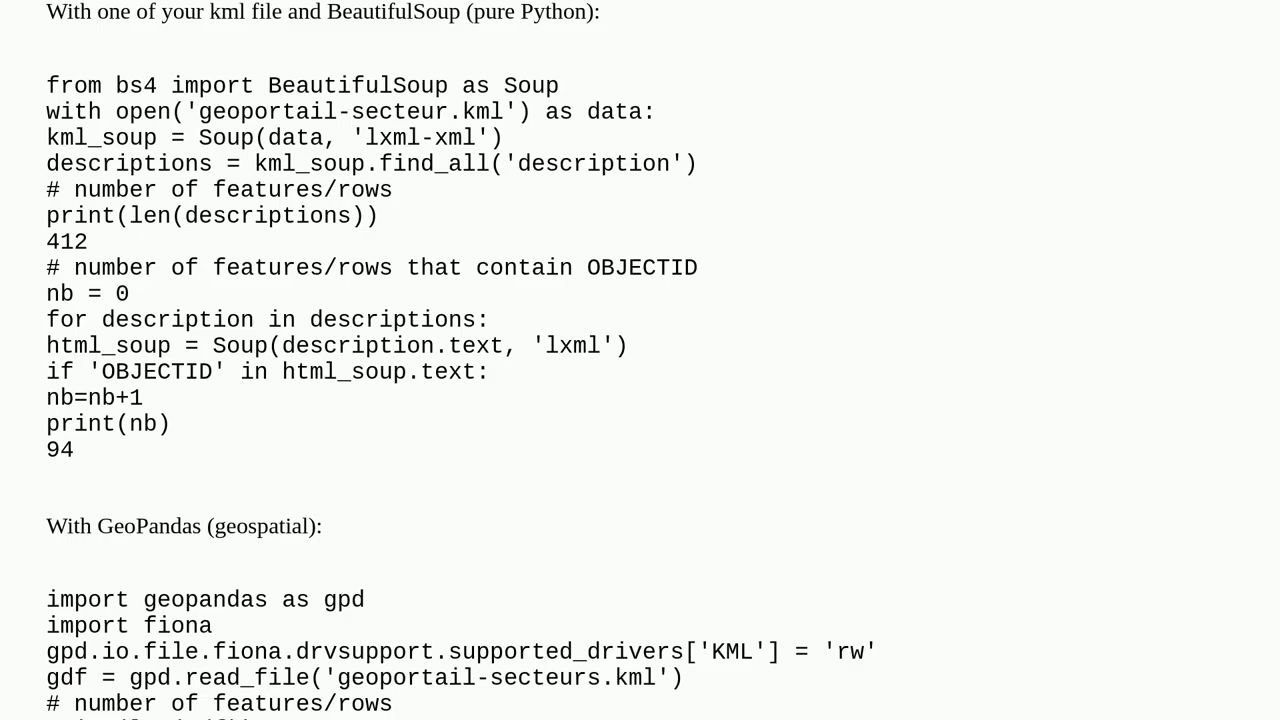 With one of your kml file and BeautifulSoup (pure Python):
from bs4 import BeautifulSoup as Soup
with open('geoportail-secteur.kml') as data:
kml_soup = Soup(data, 'lxml-xml')
descriptions = kml_soup.find_all('description')
# number of features/rows
print(len(descriptions))
412
# number of features/rows that contain OBJECTID
nb = 0
for description in descriptions:
html_soup = Soup(description.text, 'lxml')
if 'OBJECTID' in html_soup.text:
nb=nb+1
print(nb)
94
With GeoPandas (geospatial):
import geopandas as gpd
import fiona
gpd.io.file.fiona.drvsupport.supported_drivers['KML'] = 'rw'
gdf = gpd.read_file('geoportail-secteurs.kml')
# number of features/rows